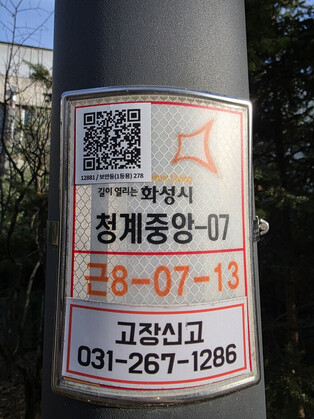 12881 / 보안등(1등용) 278
길이 열리는 화성시
청계중앙-07
근8-07-13
고장신고
031-267-1286